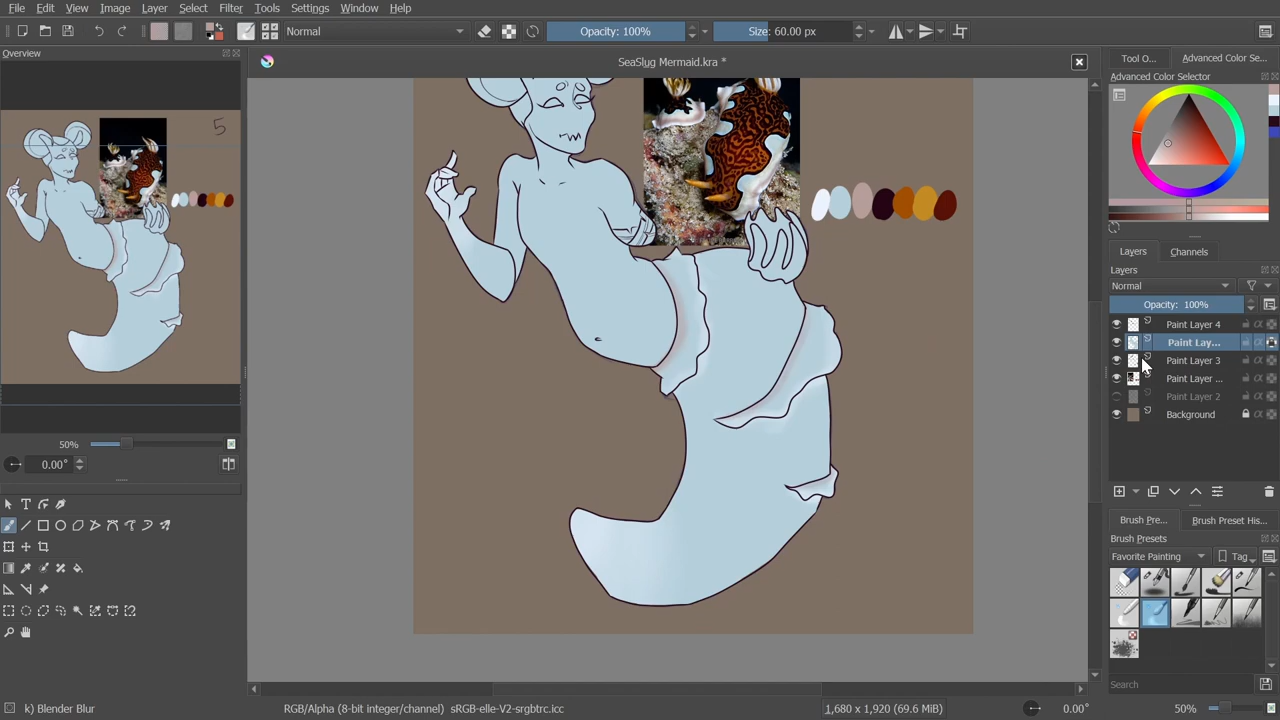 File Edit View Image Layer Select Filter Tools Settings Window Help
Normal Opacity: 100% Size: 60.00 px
Overview SeaSlug Mermaid.kra * Tool O... Advanced Color Se...
Advanced Color Selector
5
Layers Channels
Layers
Normal
Opacity: 100%
Paint Layer 4
Paint Lay...
Paint Layer 3
Paint Layer ...
Paint Layer 2
Background
50%
0.00°
Brush Pre... Brush Preset His...
Brush Presets
Favorite Painting Tag
Search
k) Blender Blur RGB/Alpha (8-bit integer/channel) sRGB-elle-V2-srgbtrc.icc 1,680 x 1,920 (69.6 MiB) 0.00° 50%